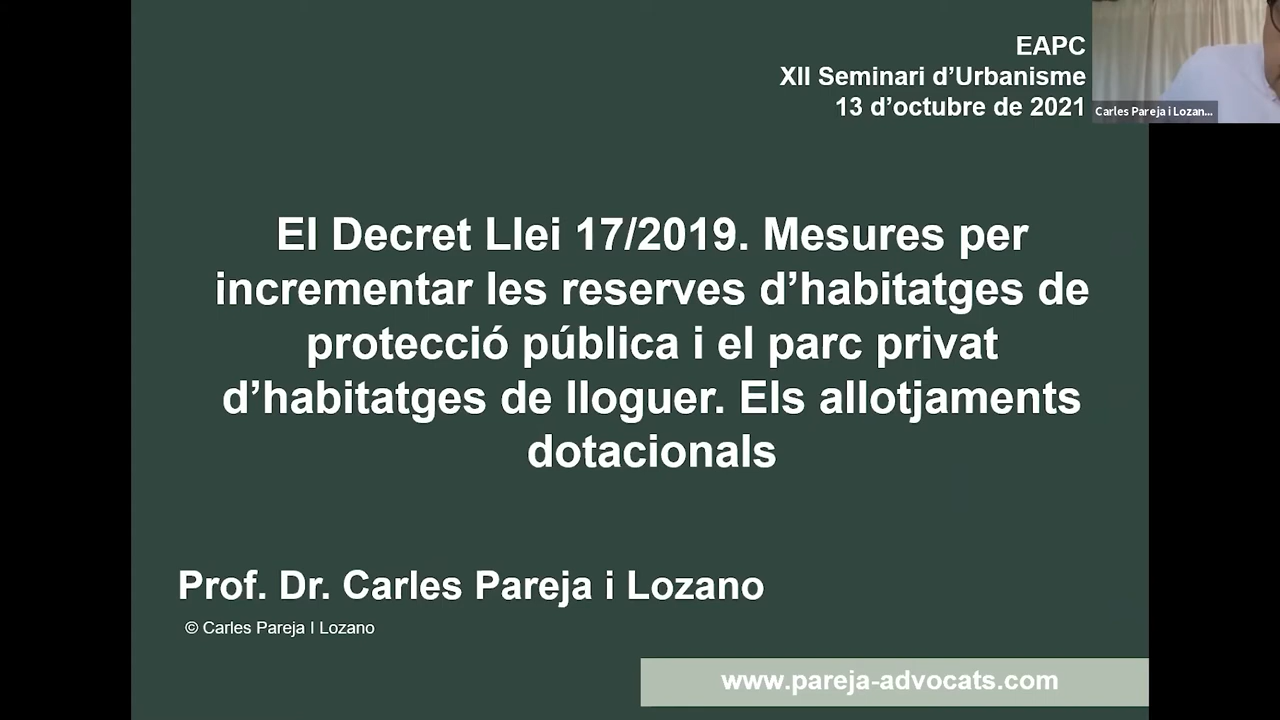 EAPC
XII Seminari d'Urbanisme
13 d'octubre de 2021
Carles Pareja i Lozan...
El Decret Llei 17/2019. Mesures per
incrementar les reserves d'habitatges de
protecció pública i el parc privat
d'habitatges de lloguer. Els allotjaments
dotacionals
Prof. Dr. Carles Pareja i Lozano
© Carles Pareja I Lozano
www.pareja-advocats.com